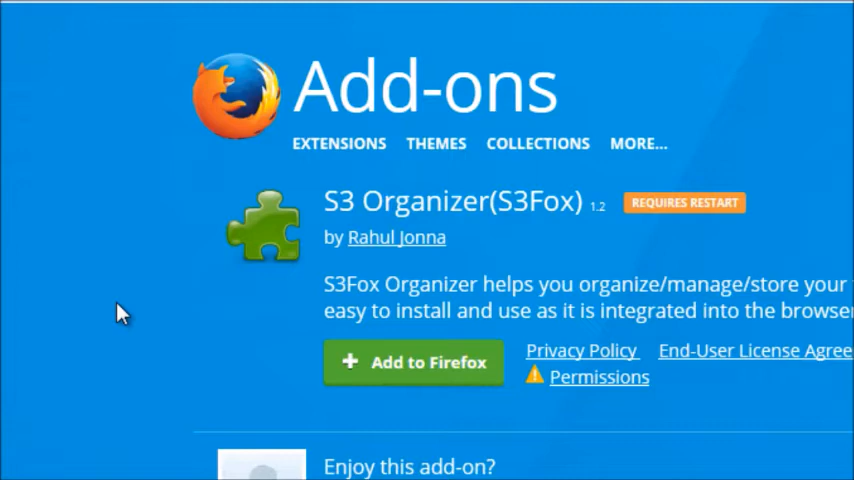 Add-ons
EXTENSIONS THEMES COLLECTIONS MORE...
S3 Organizer(S3Fox) 1.2 REQUIRES RESTART
by Rahul Jonna
S3Fox Organizer helps you organize/manage/store your
easy to install and use as it is integrated into the browser
+ Add to Firefox Privacy Policy End-User License Agree
Permissions
Enjoy this add-on?